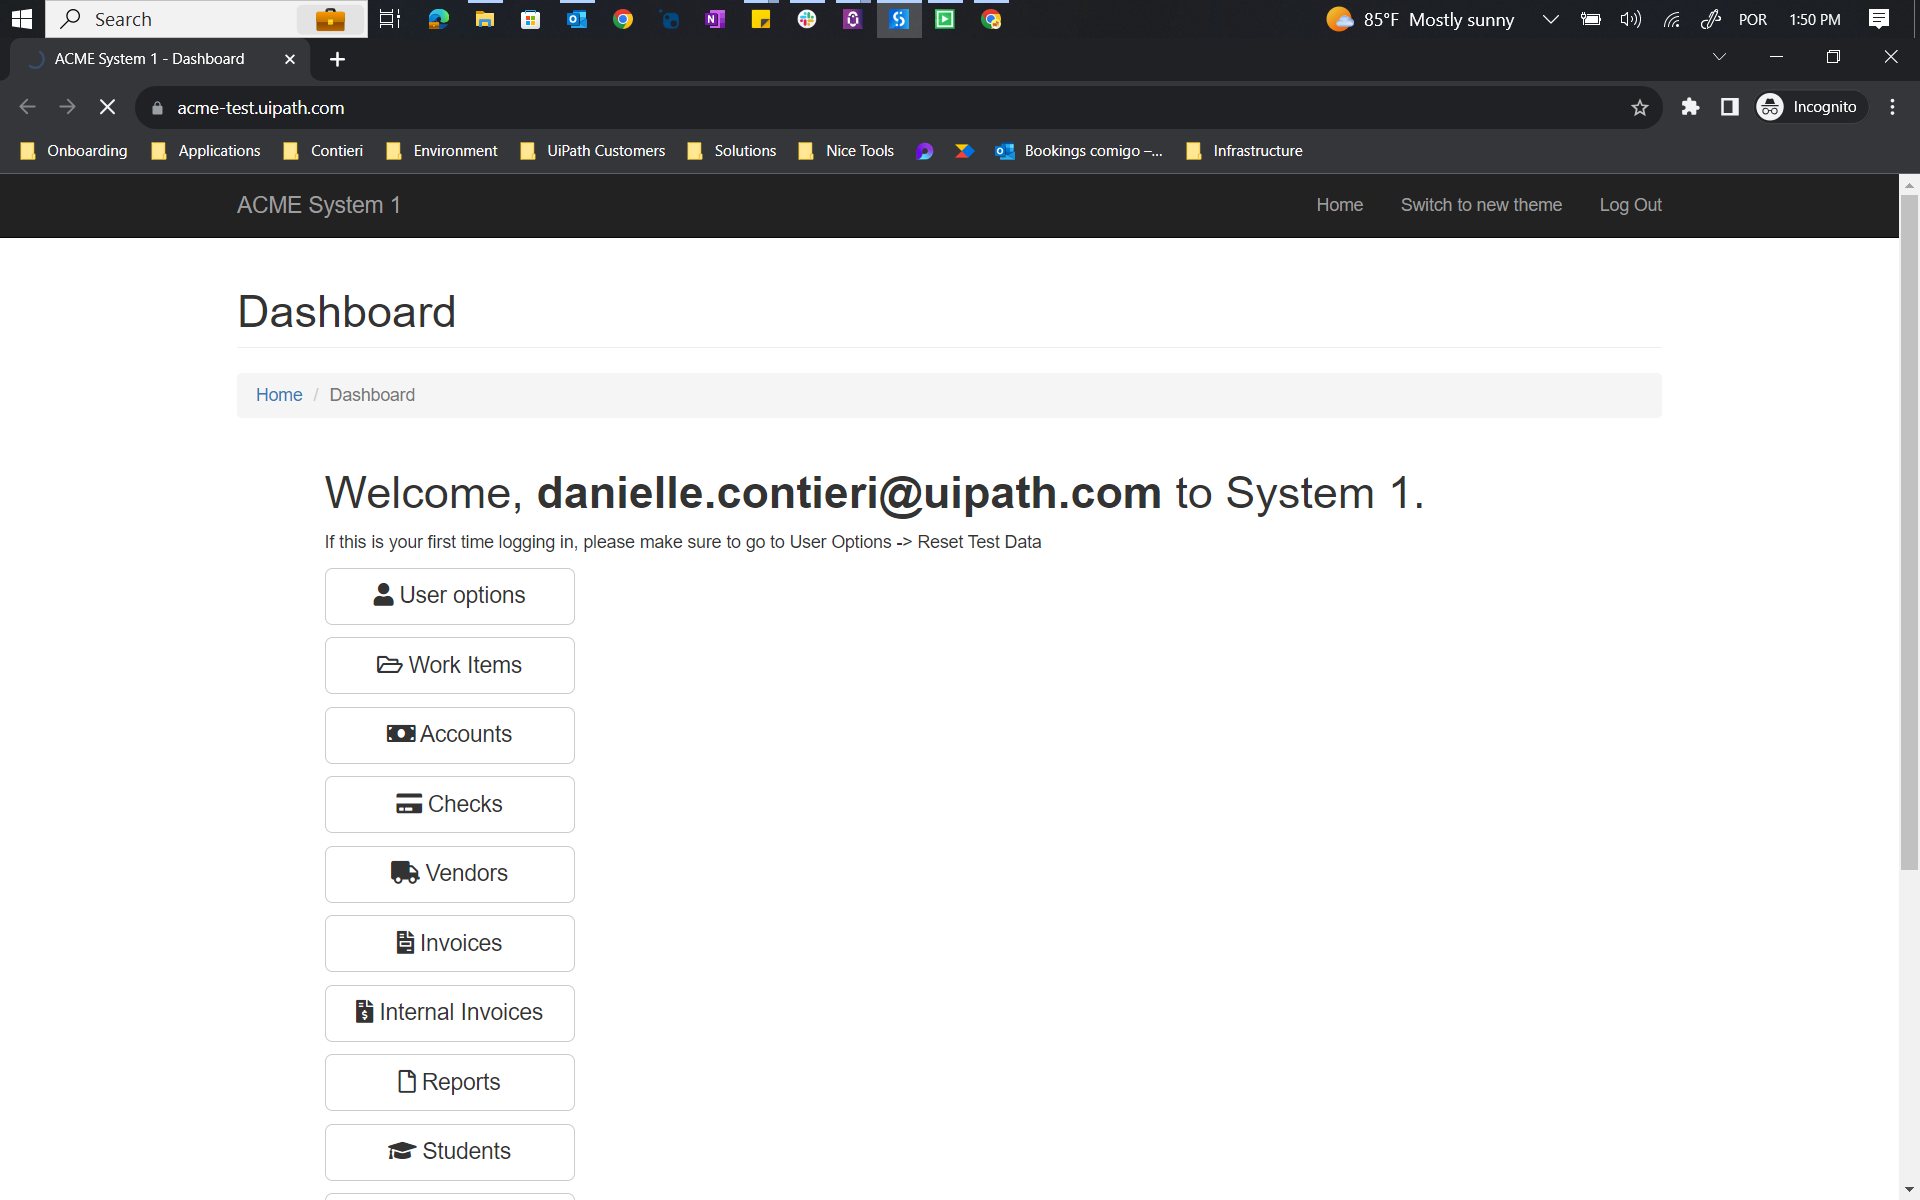 Search
85°F Mostly sunny
POR
1:50 PM
ACME System 1 - Dashboard
acme-test.uipath.com
Incognito
Onboarding
Applications
Contieri
Environment
UiPath Customers
Solutions
Nice Tools
Bookings comigo –...
Infrastructure
ACME System 1
Home
Switch to new theme
Log Out
Dashboard
Home / Dashboard
Welcome, danielle.contieri@uipath.com to System 1.
If this is your first time logging in, please make sure to go to User Options -> Reset Test Data
User options
Work Items
Accounts
Checks
Vendors
Invoices
Internal Invoices
Reports
Students